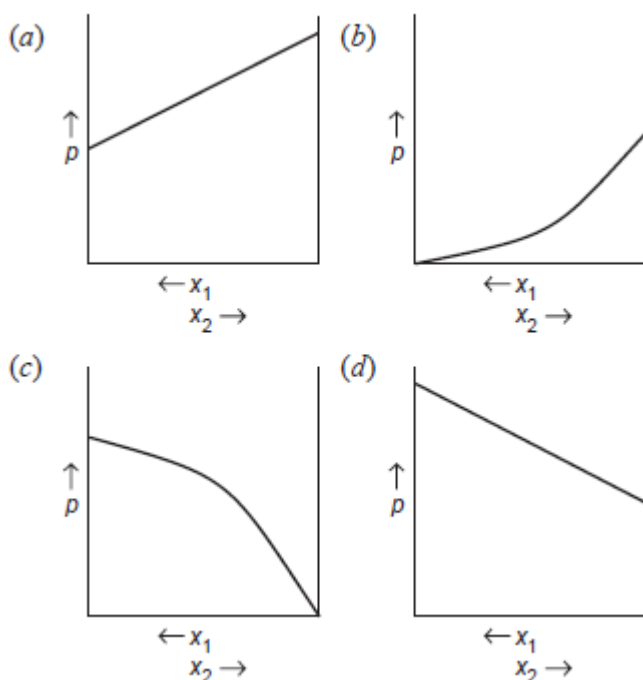 (a)
↑
p
← x₁
x₂ →
(b)
↑
p
← x₁
x₂ →
(c)
↑
p
← x₁
x₂ →
(d)
↑
p
← x₁
x₂ →